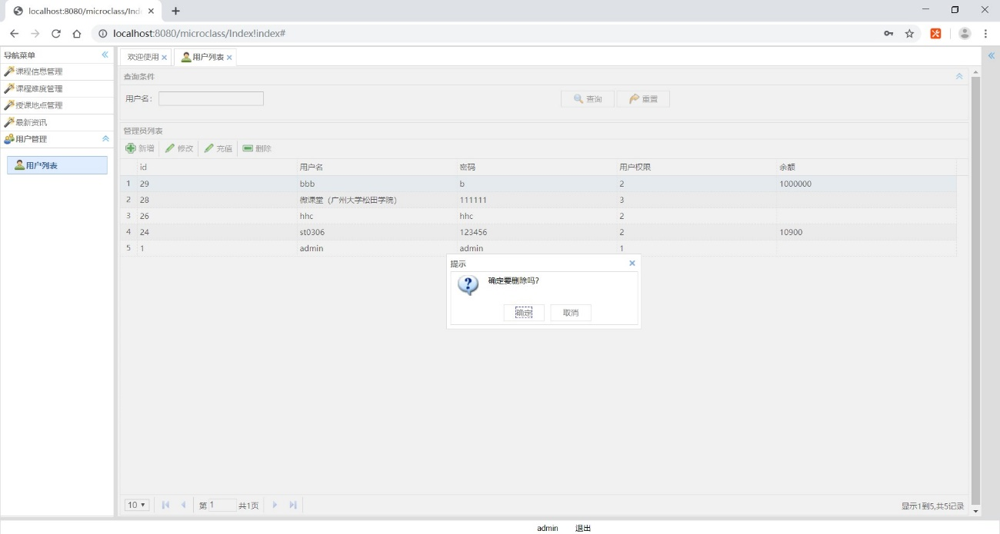 localhost:8080/microclass/Ind
localhost:8080/microclass/Index!index#
导航菜单
欢迎使用 用户列表
课程信息管理
课程难度管理
授课地点管理
最新资讯
用户管理
用户列表
查询条件
用户名: 查询 重置
管理员列表
新增 修改 充值 删除
id 用户名 密码 用户权限 余额
1 29 bbb b 2 1000000
2 28 微课堂（广州大学松田学院） 111111 3
3 26 hhc hhc 2
4 24 st0306 123456 2 10900
5 1 admin admin 1
提示
确定要删除吗?
确定 取消
10 第 1 共1页 显示1到5,共5记录
admin 退出